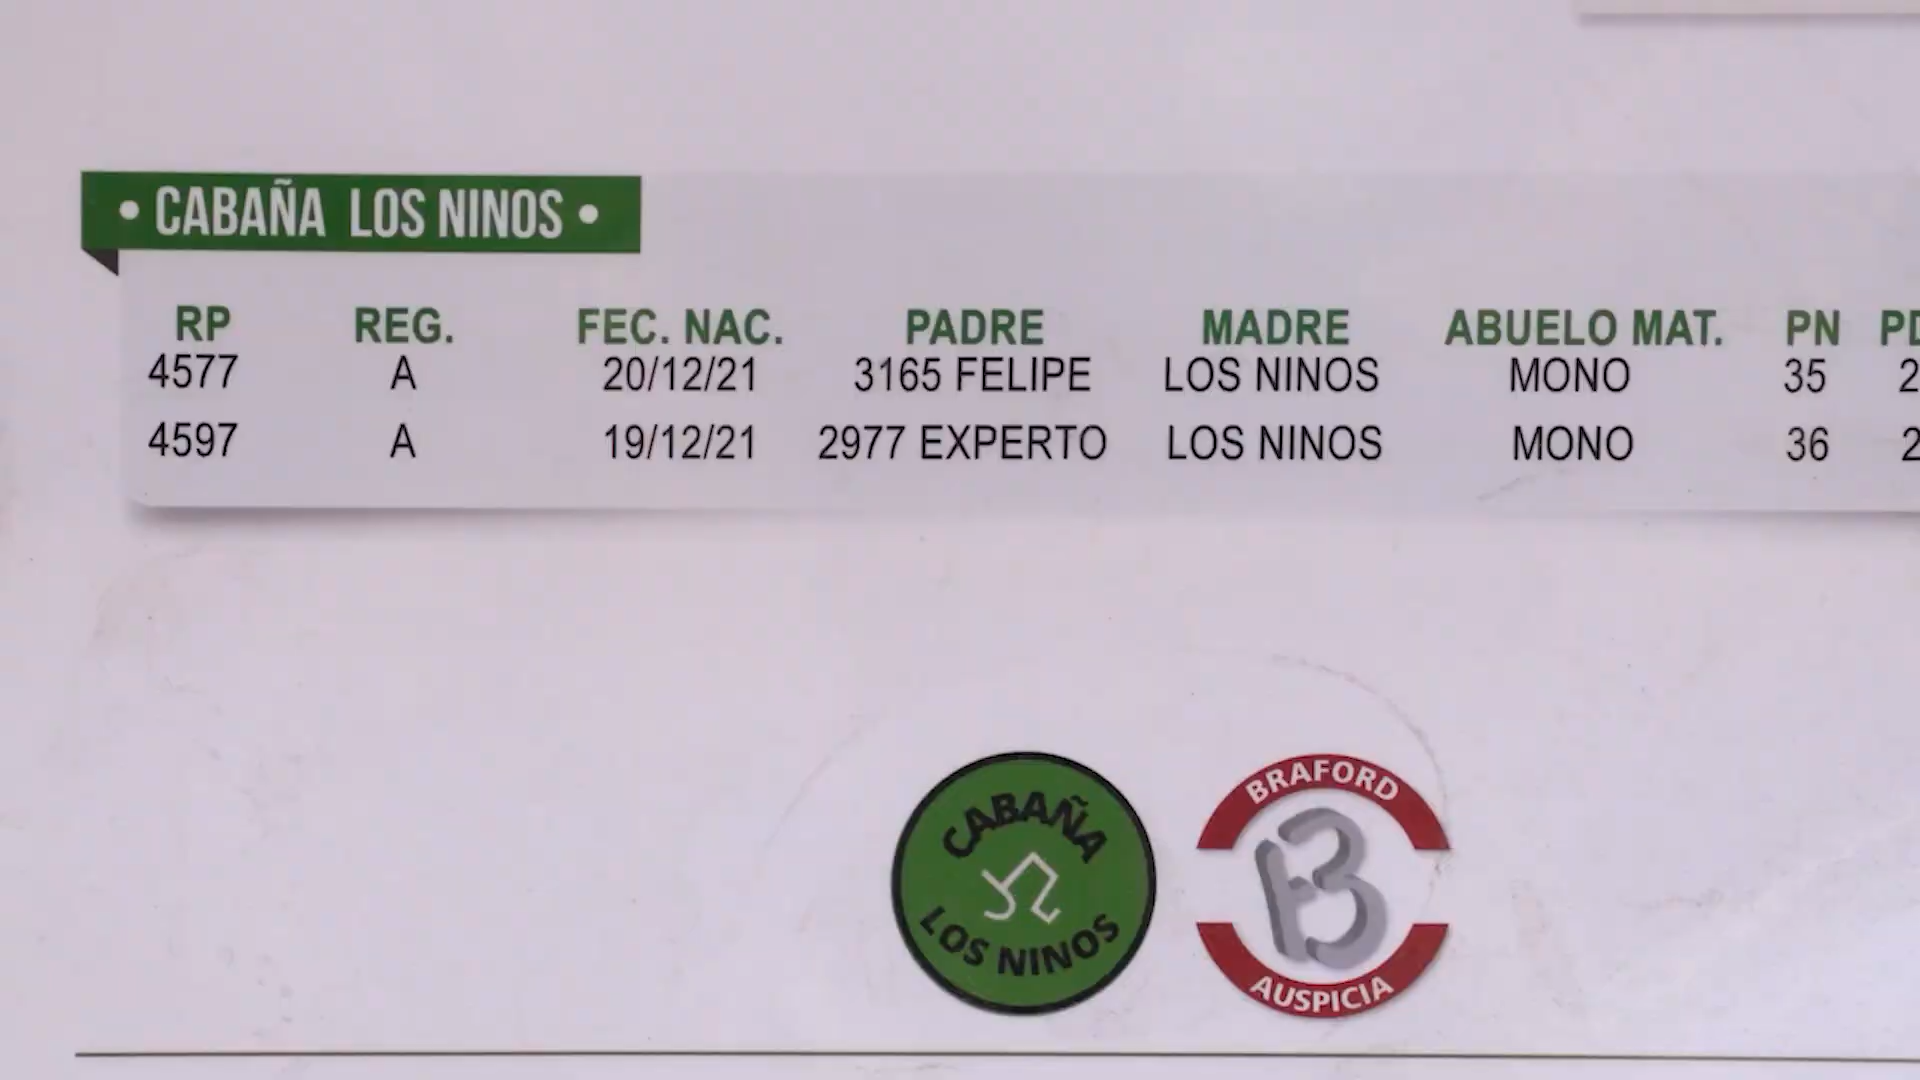 • CABAÑA LOS NINOS •
RP REG. FEC. NAC. PADRE MADRE ABUELO MAT. PN
4577 A 20/12/21 3165 FELIPE LOS NINOS MONO 35
4597 A 19/12/21 2977 EXPERTO LOS NINOS MONO 36
CABAÑA
LOS NINOS
BRAFORD
B
AUSPICIA